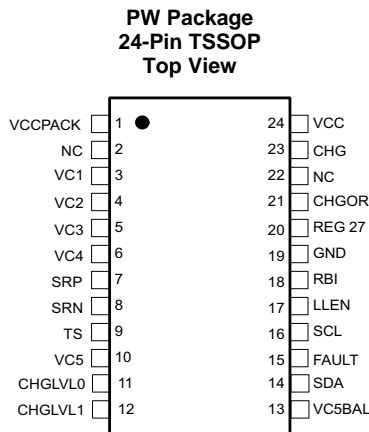 PW Package
24-Pin TSSOP
Top View
VCCPACK 1 24 VCC
NC 2 23 CHG
VC1 3 22 NC
VC2 4 21 CHGOR
VC3 5 20 REG 27
VC4 6 19 GND
SRP 7 18 RBI
SRN 8 17 LLEN
TS 9 16 SCL
VC5 10 15 FAULT
CHGLVL0 11 14 SDA
CHGLVL1 12 13 VC5BAL